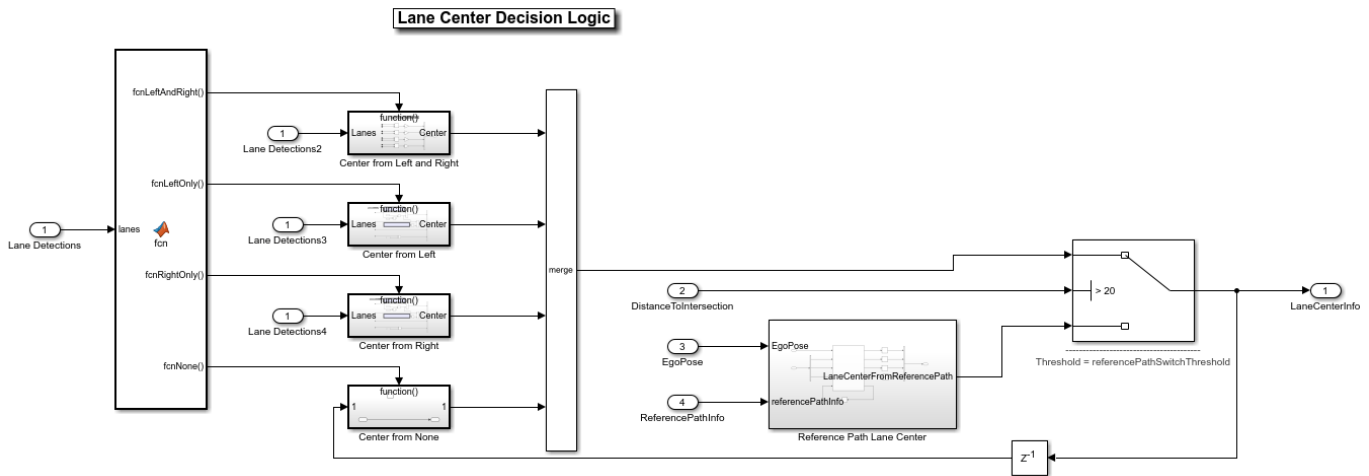 Lane Center Decision Logic
fcnLeftAndRight()
function()
1
Lanes
Center
Lane Detections2
Center from Left and Right
fcnLeftOnly()
function()
1
Lanes
Center
Lane Detections3
Center from Left
1
Lane Detections
lanes
fcn
fcnRightOnly()
function()
1
Lanes
Center
Lane Detections4
Center from Right
fcnNone()
function()
1
1
Center from None
merge
2
DistanceToIntersection
> 20
1
LaneCenterInfo
Threshold = referencePathSwitchThreshold
3
EgoPose
EgoPose
LaneCenterFromReferencePath
4
ReferencePathInfo
referencePathInfo
Reference Path Lane Center
Z-1